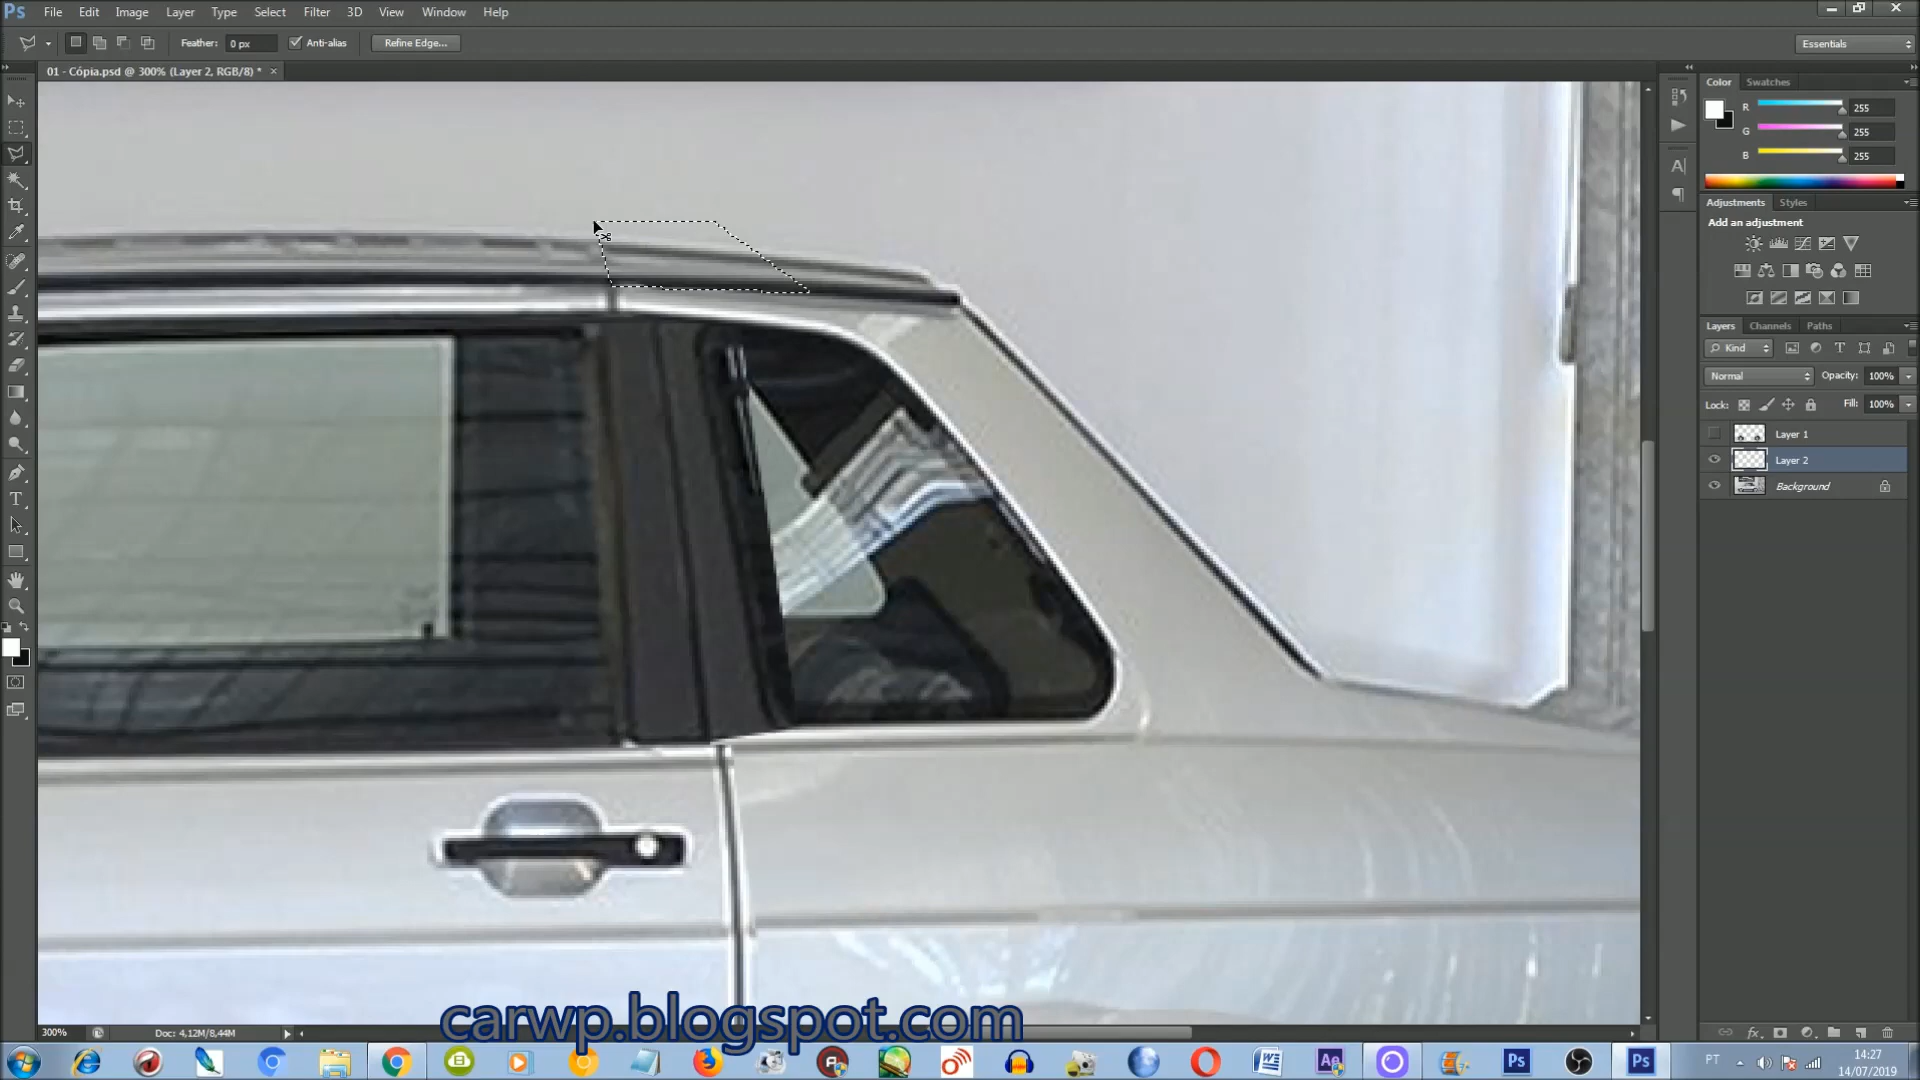 Ps File Edit Image Layer Type Select Filter 3D View Window Help
Feather: 0 px Anti-alias Refine Edge... Essentials
01 - Cópia.psd @ 300% (Layer 2, RGB/8) * ×
Color Swatches
R 255
G 255
B 255
Adjustments Styles
Add an adjustment
Layers Channels Paths
Kind
Normal Opacity: 100%
Lock: Fill: 100%
Layer 1
Layer 2
Background
300% Doc: 4,12M/8,44M
carwp.blogspot.com
PT 14:27
14/07/2019